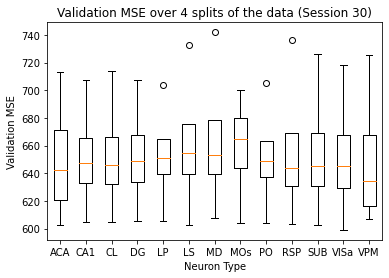 Validation MSE over 4 splits of the data (Session 30)
Validation MSE
740
720
700
680
660
640
620
600
ACA CA1 CL DG LP LS MD MOs PO RSP SUB VISa VPM
Neuron Type